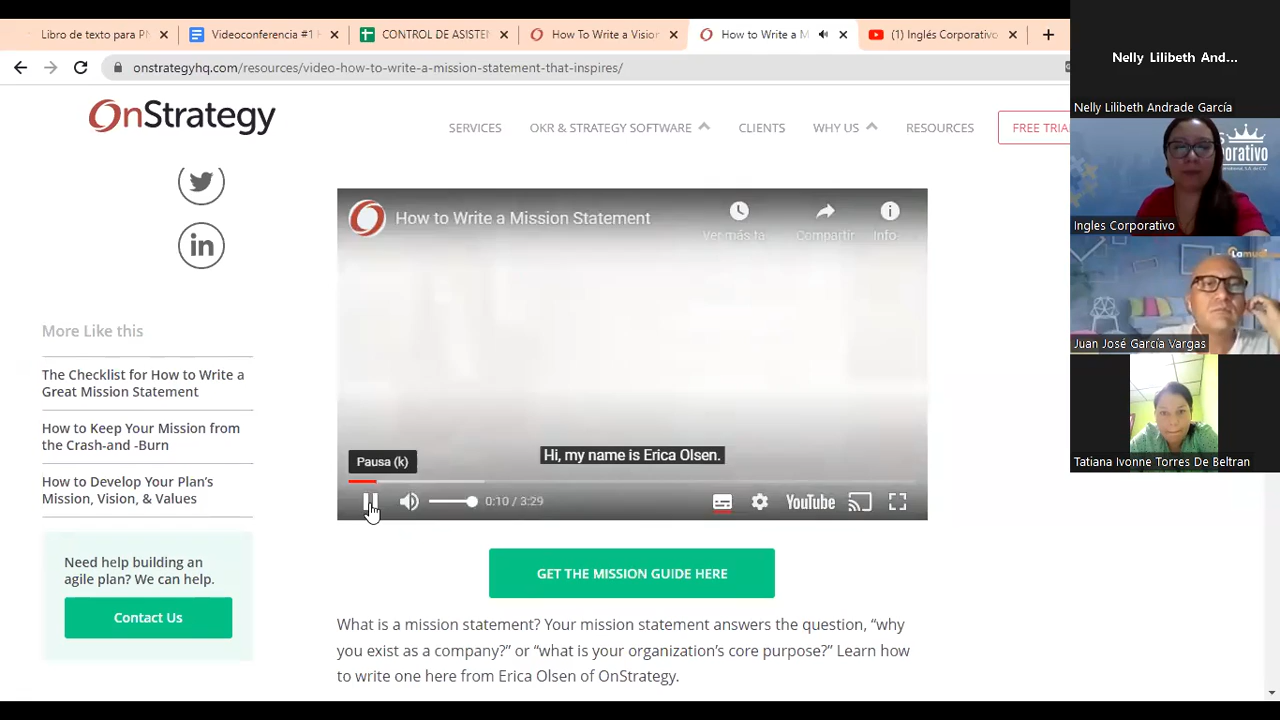 Libro de texto para PN
Videoconferencia #1 H
CONTROL DE ASISTEN
How To Write a Vision
How to Write a M
(1) Inglés Corporativo
onstrategyhq.com/resources/video-how-to-write-a-mission-statement-that-inspires/
OnStrategy
SERVICES
OKR & STRATEGY SOFTWARE
CLIENTS
WHY US
RESOURCES
FREE TRIA
How to Write a Mission Statement
Ver más ta
Compartir
Info
Hi, my name is Erica Olsen.
Pausa (k)
0:10 / 3:29
YouTube
More Like this
The Checklist for How to Write a
Great Mission Statement
How to Keep Your Mission from
the Crash-and -Burn
How to Develop Your Plan's
Mission, Vision, & Values
Need help building an
agile plan? We can help.
Contact Us
GET THE MISSION GUIDE HERE
What is a mission statement? Your mission statement answers the question, “why
you exist as a company?” or “what is your organization’s core purpose?” Learn how
to write one here from Erica Olsen of OnStrategy.
Nelly Lilibeth And...
Nelly Lilibeth Andrade García
orativo
Ingles Corporativo
Lamudi
Juan José García Vargas
Tatiana Ivonne Torres De Beltran